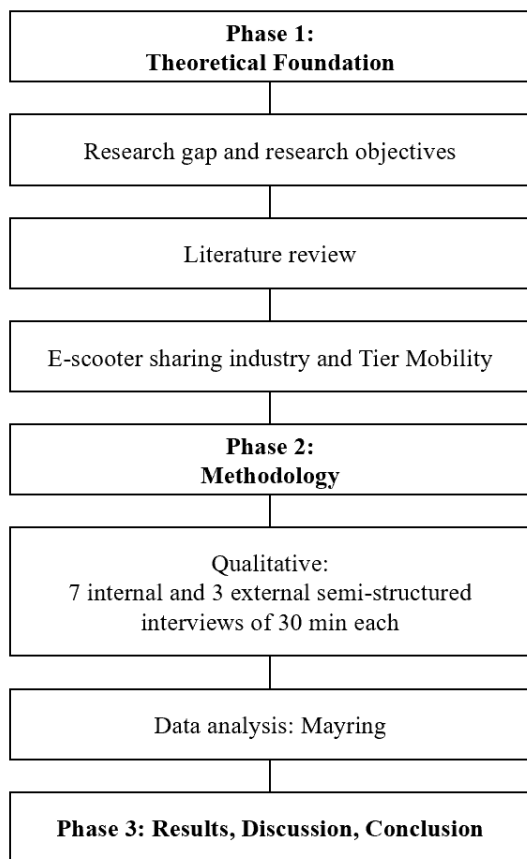 Phase 1:
Theoretical Foundation
Research gap and research objectives
Literature review
E-scooter sharing industry and Tier Mobility
Phase 2:
Methodology
Qualitative:
7 internal and 3 external semi-structured
interviews of 30 min each
Data analysis: Mayring
Phase 3: Results, Discussion, Conclusion